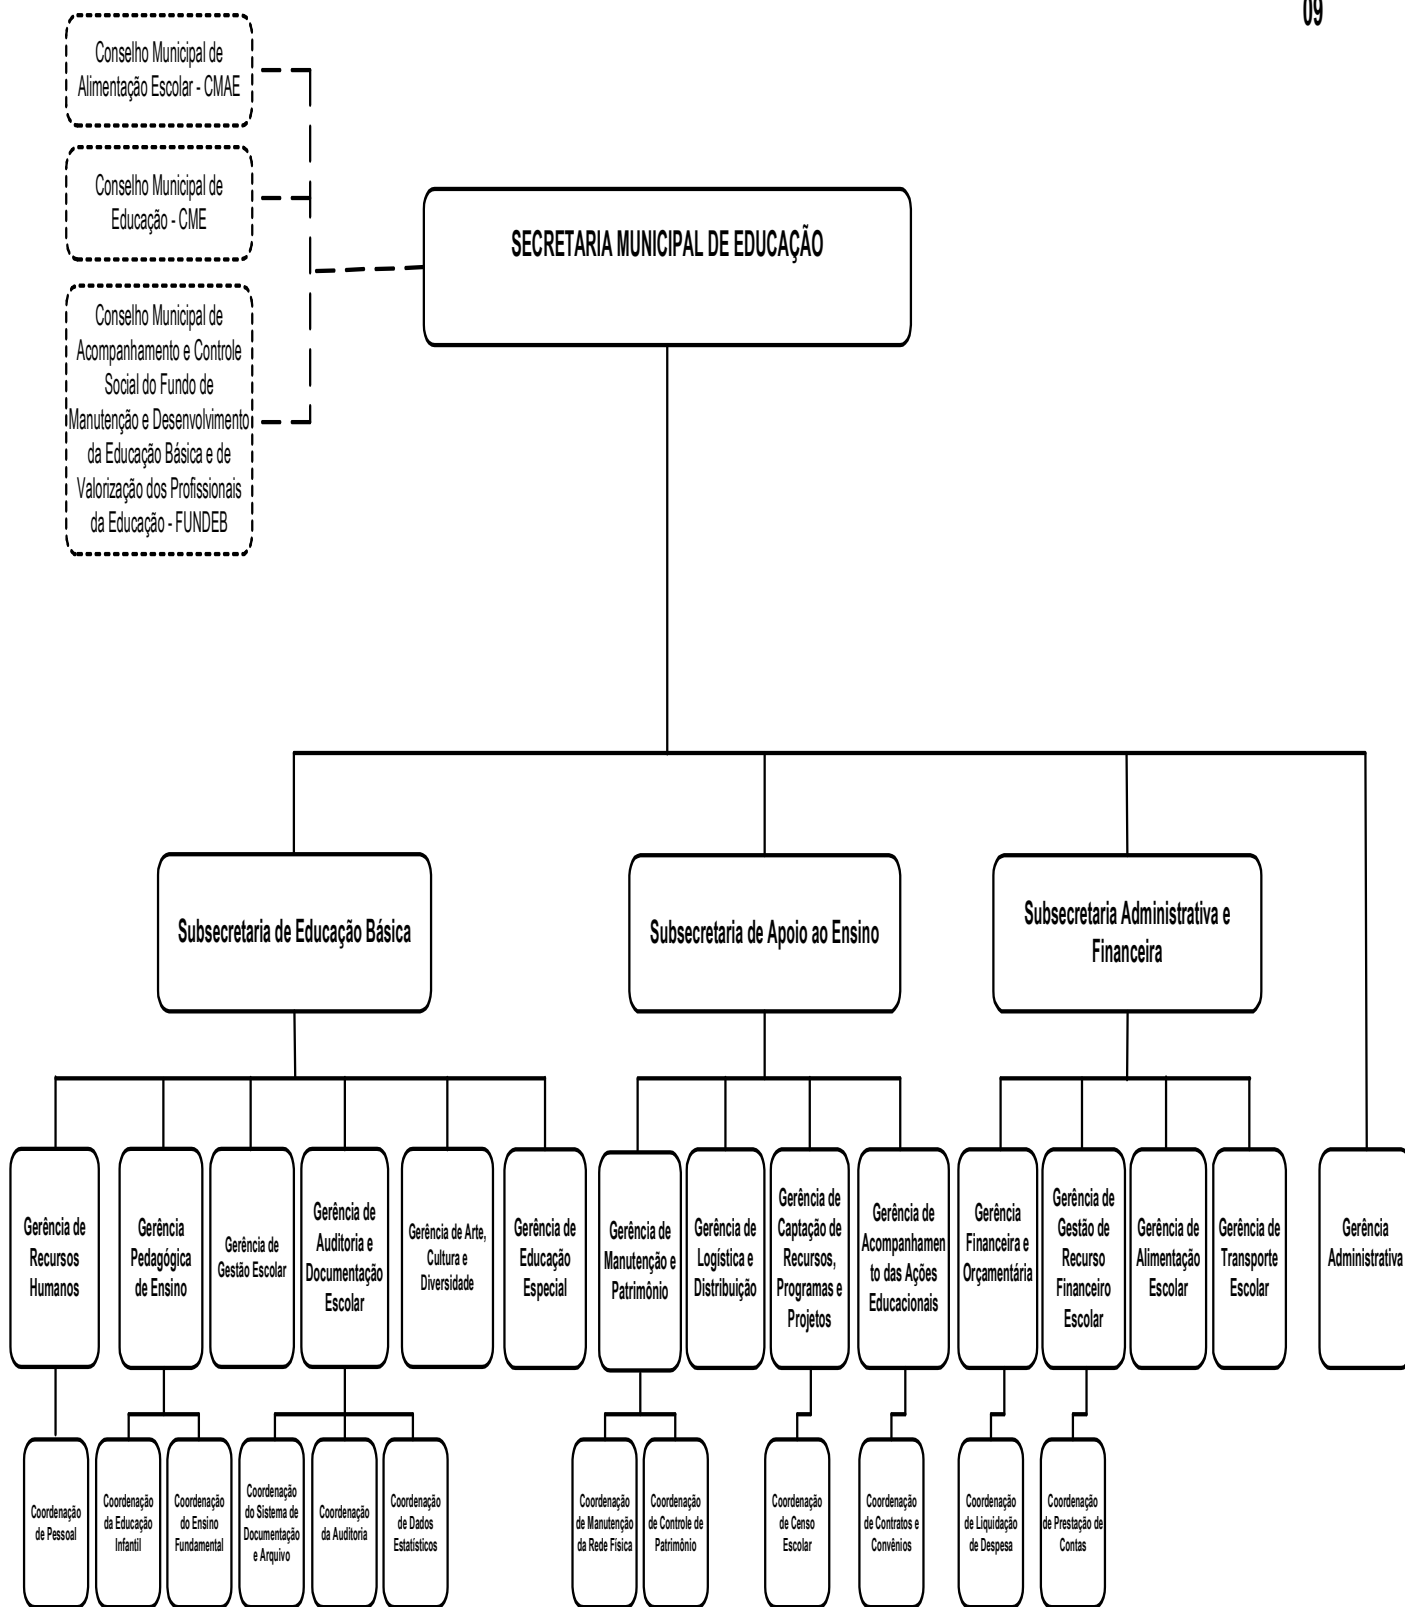 09
Conselho Municipal de
Alimentação Escolar - CMAE
Conselho Municipal de
Educação - CME
Conselho Municipal de
Acompanhamento e Controle
Social do Fundo de
Manutenção e Desenvolvimento
da Educação Básica e de
Valorização dos Profissionais
da Educação - FUNDEB
SECRETARIA MUNICIPAL DE EDUCAÇÃO
Subsecretaria de Educação Básica
Subsecretaria de Apoio ao Ensino
Subsecretaria Administrativa e
Financeira
Gerência de
Recursos
Humanos
Gerência
Pedagógica
de Ensino
Gerência de
Gestão Escolar
Gerência de
Auditoria e
Documentação
Escolar
Gerência de Arte,
Cultura e
Diversidade
Gerência de
Educação
Especial
Gerência de
Manutenção e
Patrimônio
Gerência de
Logística e
Distribuição
Gerência de
Captação de
Recursos,
Programas e
Projetos
Gerência de
Acompanhamen
to das Ações
Educacionais
Gerência
Financeira e
Orçamentária
Gerência de
Gestão de
Recurso
Financeiro
Escolar
Gerência de
Alimentação
Escolar
Gerência de
Transporte
Escolar
Gerência
Administrativa
Coordenação
de Pessoal
Coordenação
da Educação
Infantil
Coordenação
do Ensino
Fundamental
Coordenação
do Sistema de
Documentação
e Arquivo
Coordenação
da Auditoria
Coordenação
de Dados
Estatísticos
Coordenação
de Manutenção
da Rede Física
Coordenação
de Controle de
Patrimônio
Coordenação
de Censo
Escolar
Coordenação
de Contratos e
Convênios
Coordenação
de Liquidação
de Despesa
Coordenação
de Prestação de
Contas